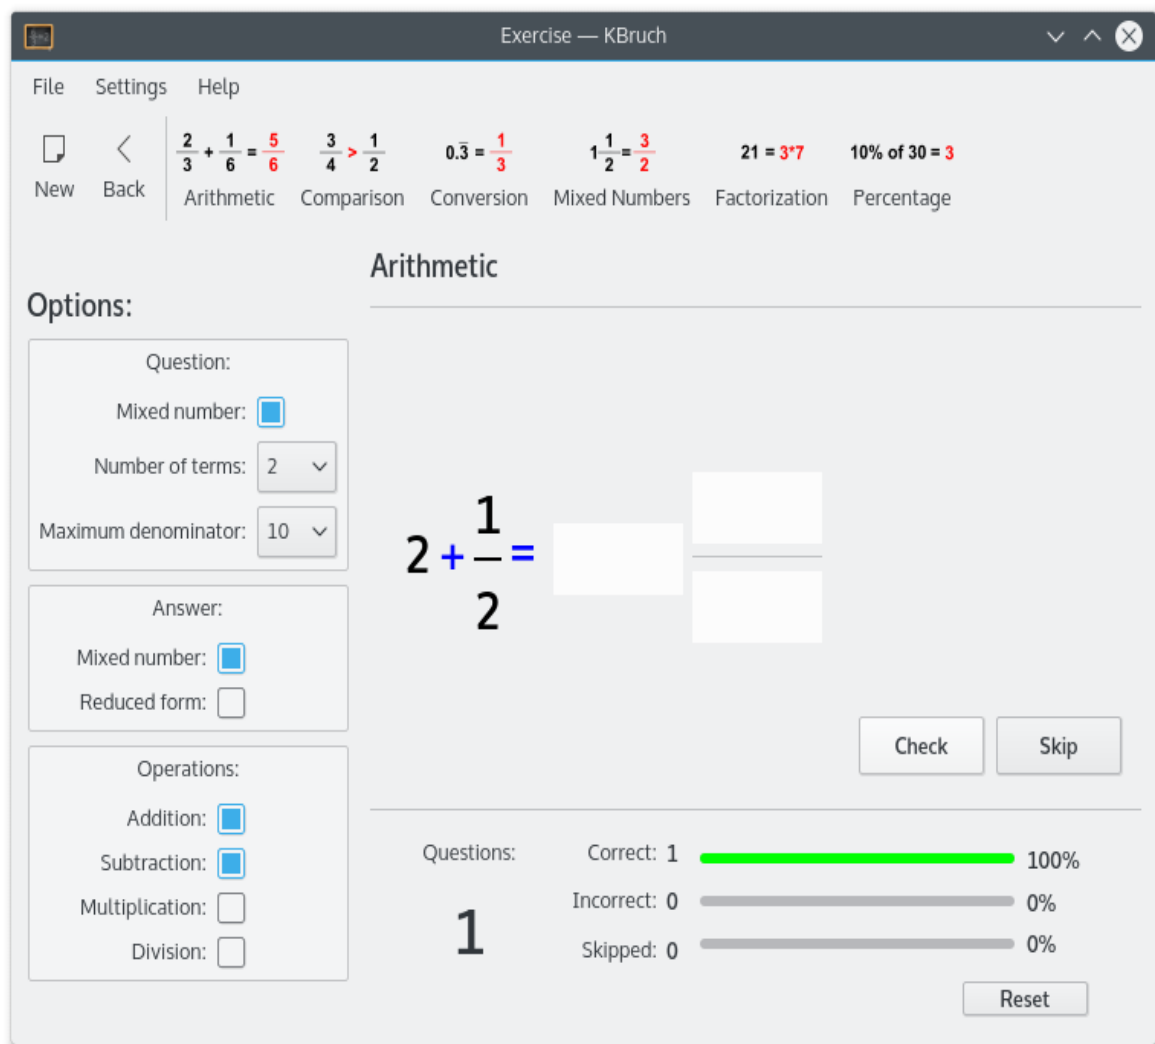 Exercise — KBruch
File Settings Help
2/3 + 1/6 = 5/6 3/4 > 1/2 0.3̅ = 1/3 1 1/2 = 3/2 21 = 3*7 10% of 30 = 3
New Back Arithmetic Comparison Conversion Mixed Numbers Factorization Percentage
Arithmetic
Options:
Question:
Mixed number:
Number of terms: 2
Maximum denominator: 10
2 + 1/2 =
Answer:
Mixed number:
Reduced form:
Check Skip
Operations:
Addition:
Subtraction:
Multiplication:
Division:
Questions: Correct: 1 100%
1 Incorrect: 0 0%
Skipped: 0 0%
Reset